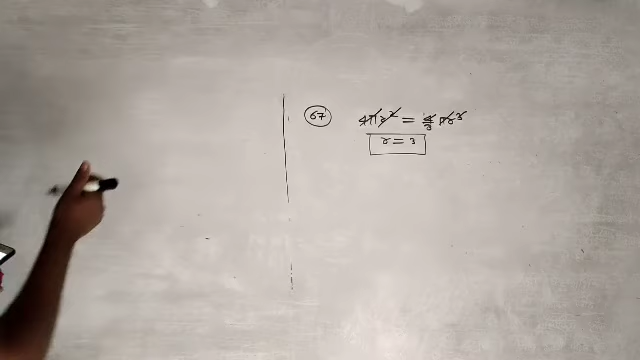 67 4πr² = 4/3 πr³
r = 3